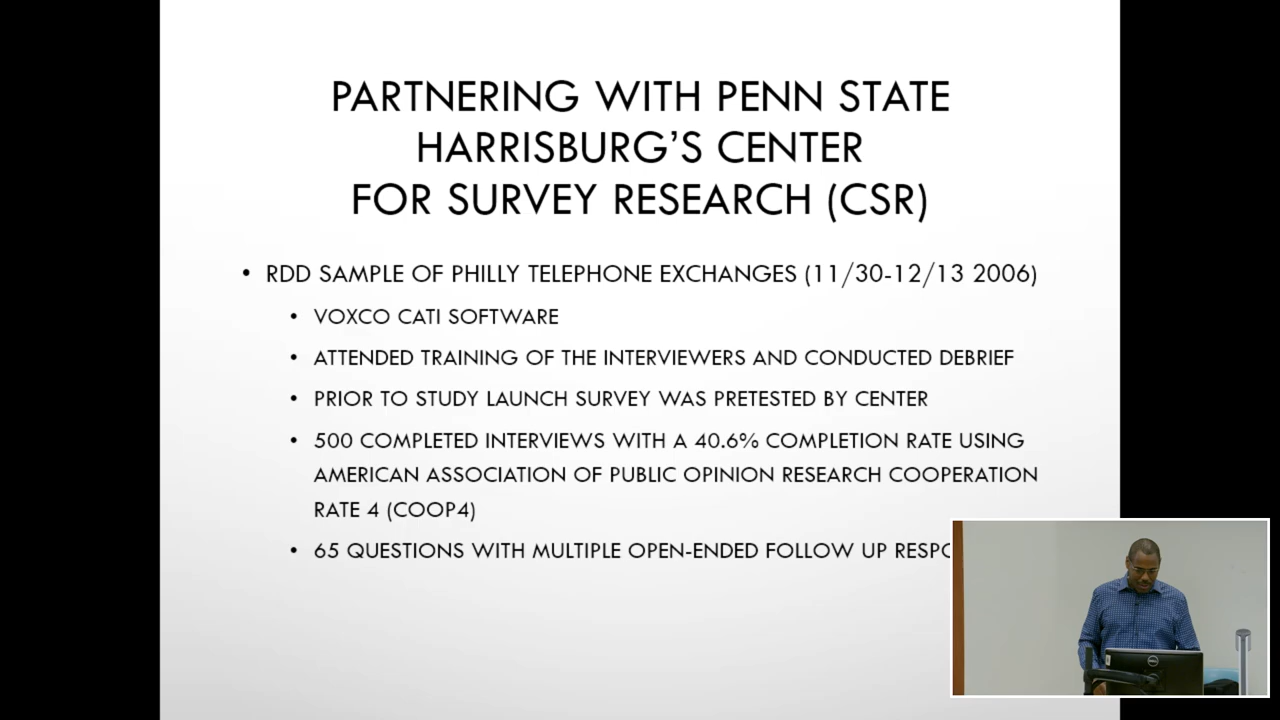 PARTNERING WITH PENN STATE
HARRISBURG'S CENTER
FOR SURVEY RESEARCH (CSR)
• RDD SAMPLE OF PHILLY TELEPHONE EXCHANGES (11/30-12/13 2006)
• VOXCO CATI SOFTWARE
• ATTENDED TRAINING OF THE INTERVIEWERS AND CONDUCTED DEBRIEF
• PRIOR TO STUDY LAUNCH SURVEY WAS PRETESTED BY CENTER
• 500 COMPLETED INTERVIEWS WITH A 40.6% COMPLETION RATE USING
AMERICAN ASSOCIATION OF PUBLIC OPINION RESEARCH COOPERATION
RATE 4 (COOP4)
• 65 QUESTIONS WITH MULTIPLE OPEN-ENDED FOLLOW UP
DELL